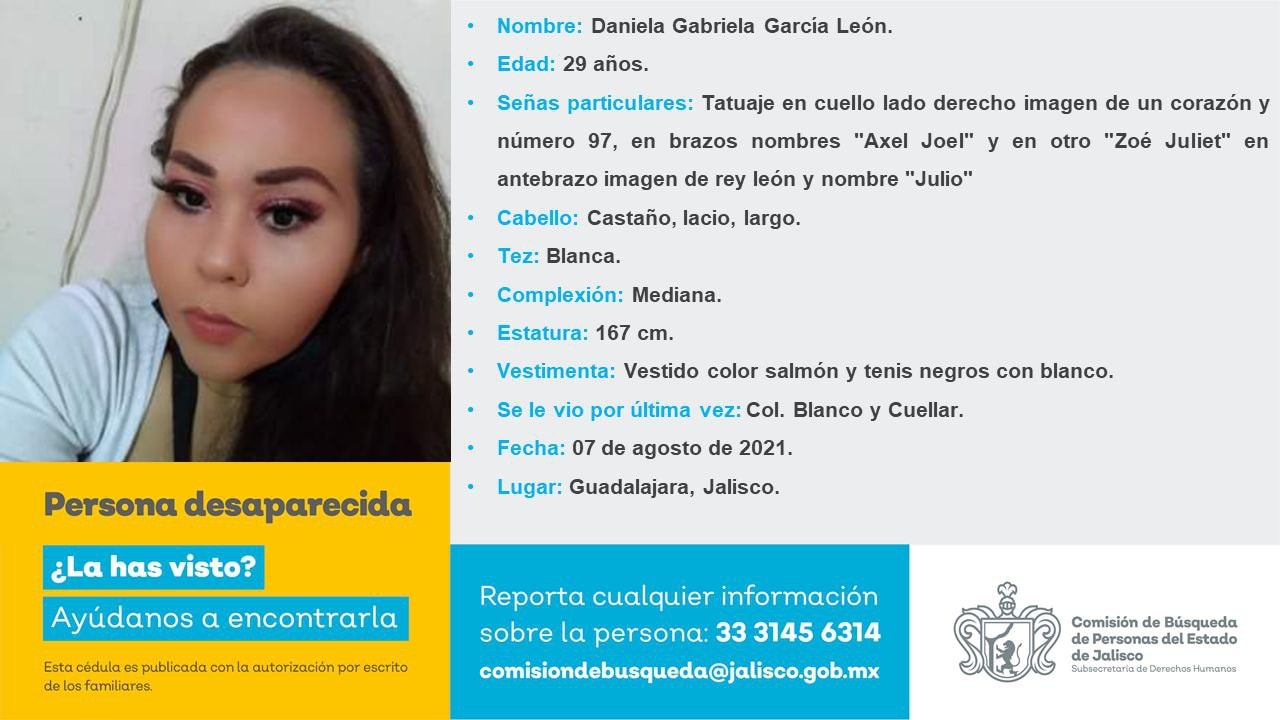 • Nombre: Daniela Gabriela García León.
• Edad: 29 años.
• Señas particulares: Tatuaje en cuello lado derecho imagen de un corazón y
número 97, en brazos nombres "Axel Joel" y en otro "Zoé Juliet" en
antebrazo imagen de rey león y nombre "Julio"
• Cabello: Castaño, lacio, largo.
• Tez: Blanca.
• Complexión: Mediana.
• Estatura: 167 cm.
• Vestimenta: Vestido color salmón y tenis negros con blanco.
• Se le vio por última vez: Col. Blanco y Cuellar.
• Fecha: 07 de agosto de 2021.
• Lugar: Guadalajara, Jalisco.
Persona desaparecida
¿La has visto?
Ayúdanos a encontrarla
Esta cédula es publicada con la autorización por escrito
de los familiares.
Reporta cualquier información
sobre la persona: 33 3145 6314
comisiondebusqueda@jalisco.gob.mx
Comisión de Búsqueda
de Personas del Estado
de Jalisco
Subsecretaría de Derechos Humanos